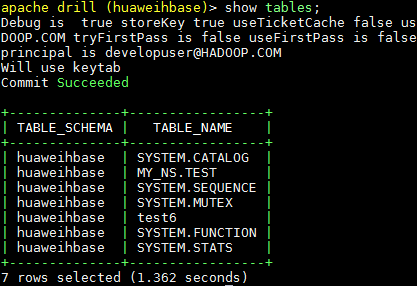 apache drill (huaweihbase)> show tables;
Debug is  true storeKey true useTicketCache false us
DOOP.COM tryFirstPass is false useFirstPass is false
principal is developuser@HADOOP.COM
Will use keytab
Commit Succeeded
+--------------+-----------------+
| TABLE_SCHEMA |   TABLE_NAME    |
+--------------+-----------------+
| huaweihbase  | SYSTEM.CATALOG  |
| huaweihbase  | MY_NS.TEST      |
| huaweihbase  | SYSTEM.SEQUENCE |
| huaweihbase  | SYSTEM.MUTEX    |
| huaweihbase  | test6           |
| huaweihbase  | SYSTEM.FUNCTION |
| huaweihbase  | SYSTEM.STATS    |
+--------------+-----------------+
7 rows selected (1.362 seconds)